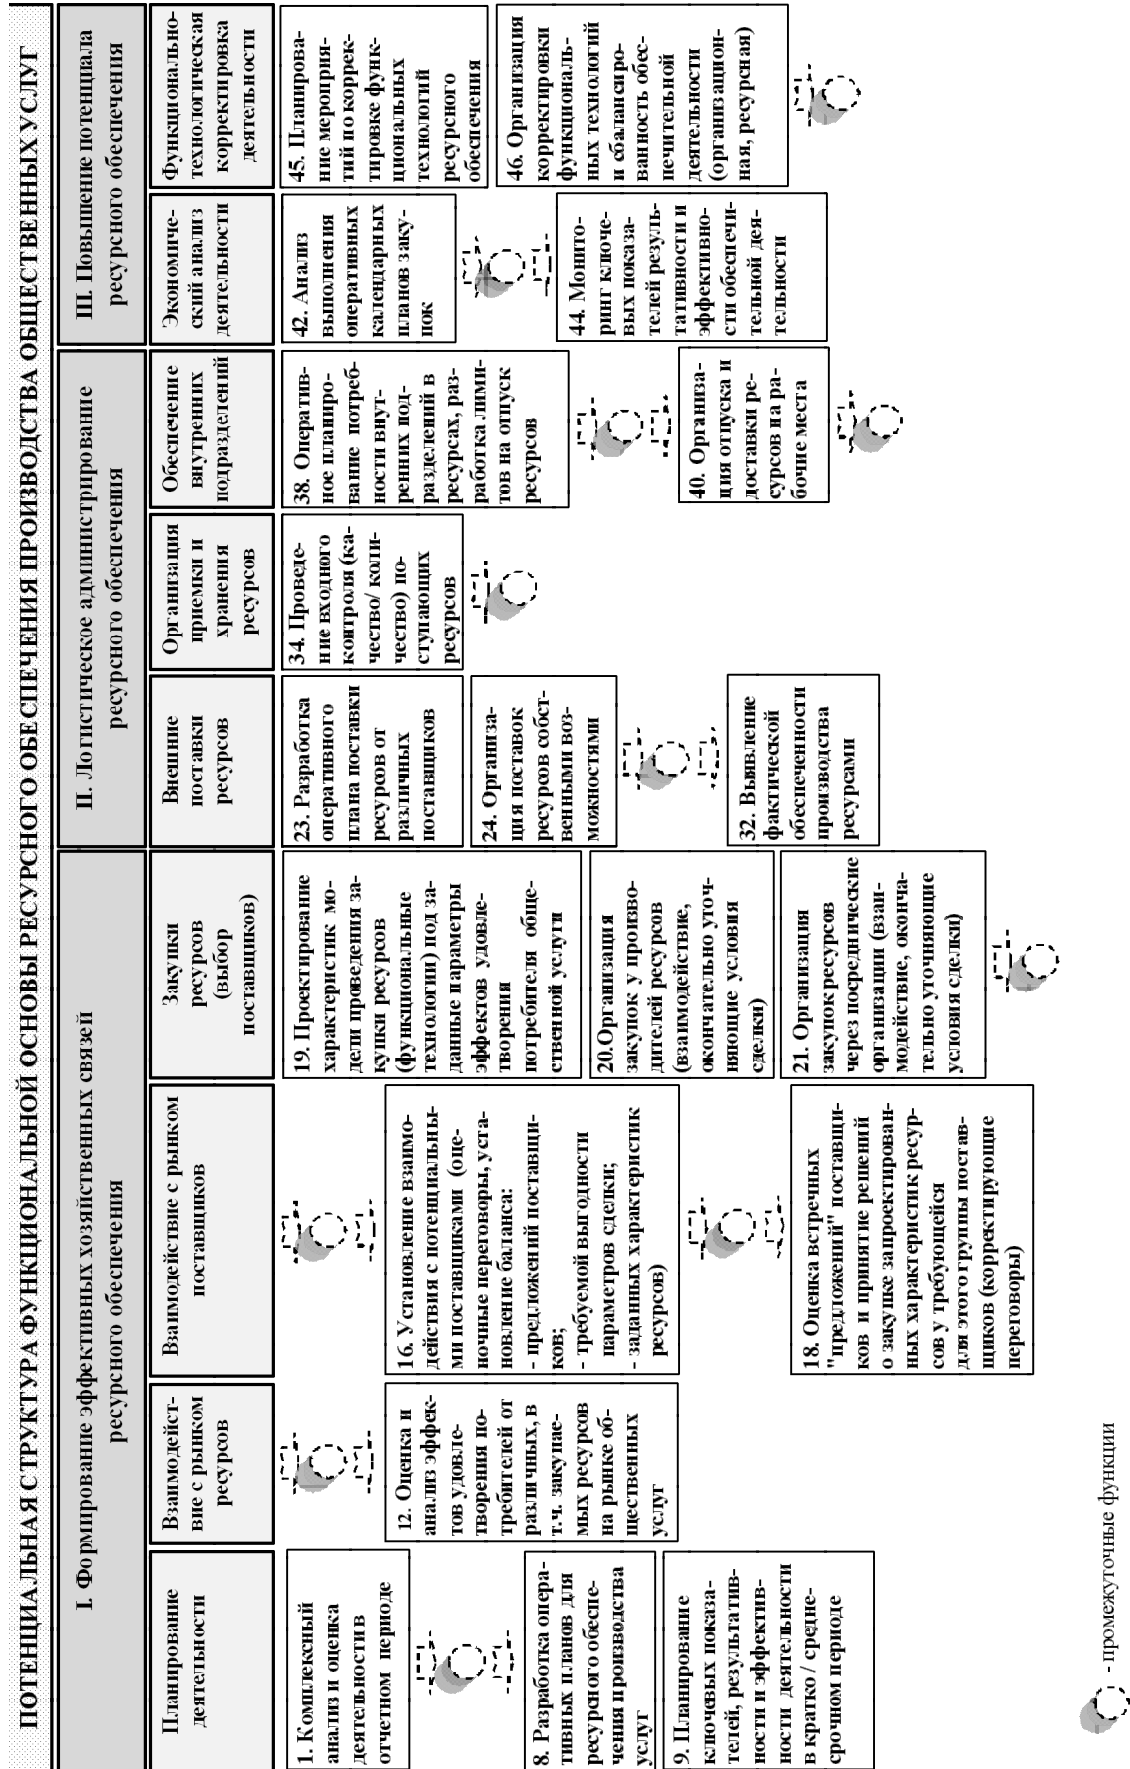 ПОТЕНЦИАЛЬНАЯ СТРУКТУРА ФУНКЦИОНАЛЬНОЙ ОСНОВЫ РЕСУРСНОГО ОБЕСПЕЧЕНИЯ ПРОИЗВОДСТВА ОБЩЕСТВЕННЫХ УСЛУГ
I. Формирование эффективных хозяйственных связей
ресурсного обеспечения
Планирование
деятельности
1. Комплексный
анализ и оценка
деятельности в
отчетном периоде
8. Разработка опера-
тивных планов для
ресурсного обеспе-
чения производства
услуг
9. Планирование
ключевых показа-
телей, результатив-
ности и эффектив-
ности деятельности
в кратко / средне-
срочном периоде
Взаимодейст-
вие с рынком
ресурсов
12. Оценка и
анализ эффек-
тов удовле-
творения по-
требителей от
различных, в
т.ч. закупае-
мых ресурсов
на рынке об-
щественных
услуг
Взаимодействие с рынком
поставщиков
16. Установление взаимо-
действия с потенциальны-
ми поставщиками (оце-
ночные переговоры, уста-
новление баланса:
- предложений поставщи-
ков;
- требуемой выгодности
параметров сделки;
- заданных характеристик
ресурсов)
18. Оценка встречных
"предложений" поставщи-
ков и принятие решений
о закупке запроектирован-
ных характеристик ресур-
сов у требующейся
для этого группы постав-
щиков (корректирующие
переговоры)
Закупки
ресурсов
(выбор
поставщиков)
19. Проектирование
характеристик мо-
дели проведения за-
купки ресурсов
(функциональные
технологии) под за-
данные параметры
эффектов удовле-
творения
потребителя обще-
ственной услуги
20.Организация
закупок у произво-
дителей ресурсов
(взаимодействие,
окончательно уточ-
няющие условия
сделки)
21. Организация
закупок ресурсов
через посреднические
организации (взаи-
модействие, оконча-
тельно уточняющие
условия сделки)
II. Логистическое администрирование
ресурсного обеспечения
Внешние
поставки
ресурсов
23. Разработка
оперативного
плана поставки
ресурсов от
различных
поставщиков
24. Организа-
ция поставок
ресурсов собст-
венными воз-
можностями
32. Выявление
фактической
обеспеченности
производства
ресурсами
Организация
приемки и
хранения
ресурсов
34. Проведе-
ние входного
контроля (ка-
чество/ коли-
чество) по-
ступающих
ресурсов
Обеспечение
внутренних
подразделений
38. Оператив-
ное планиро-
вание потреб-
ности внут-
ренних под-
разделений в
ресурсах, раз-
работка лими-
тов на отпуск
ресурсов
40. Организа-
ция отпуска и
доставки ре-
сурсов на ра-
бочие места
III. Повышение потенциала
ресурсного обеспечения
Экономиче-
ский анализ
деятельности
42. Анализ
выполнения
оперативных
календарных
планов заку-
пок
44. Монито-
ринг ключе-
вых показа-
телей резуль-
тативности и
эффективно-
сти обеспечи-
тельной дея-
тельности
Функционально-
технологическая
корректировка
деятельности
45. Планирова-
ние мероприя-
тий по коррек-
тировке функ-
циональных
технологий
ресурсного
обеспечения
46. Организация
корректировки
функциональ-
ных технологий
и сбалансиро-
ванность обес-
печительной
деятельности
(организацион-
ная, ресурсная)
- промежуточные функции